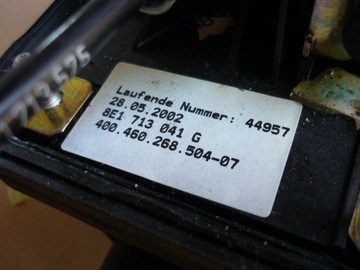 Laufende Nummer: 44957
28.05.2002
8E1 713 041 G
400.460.268.504-07